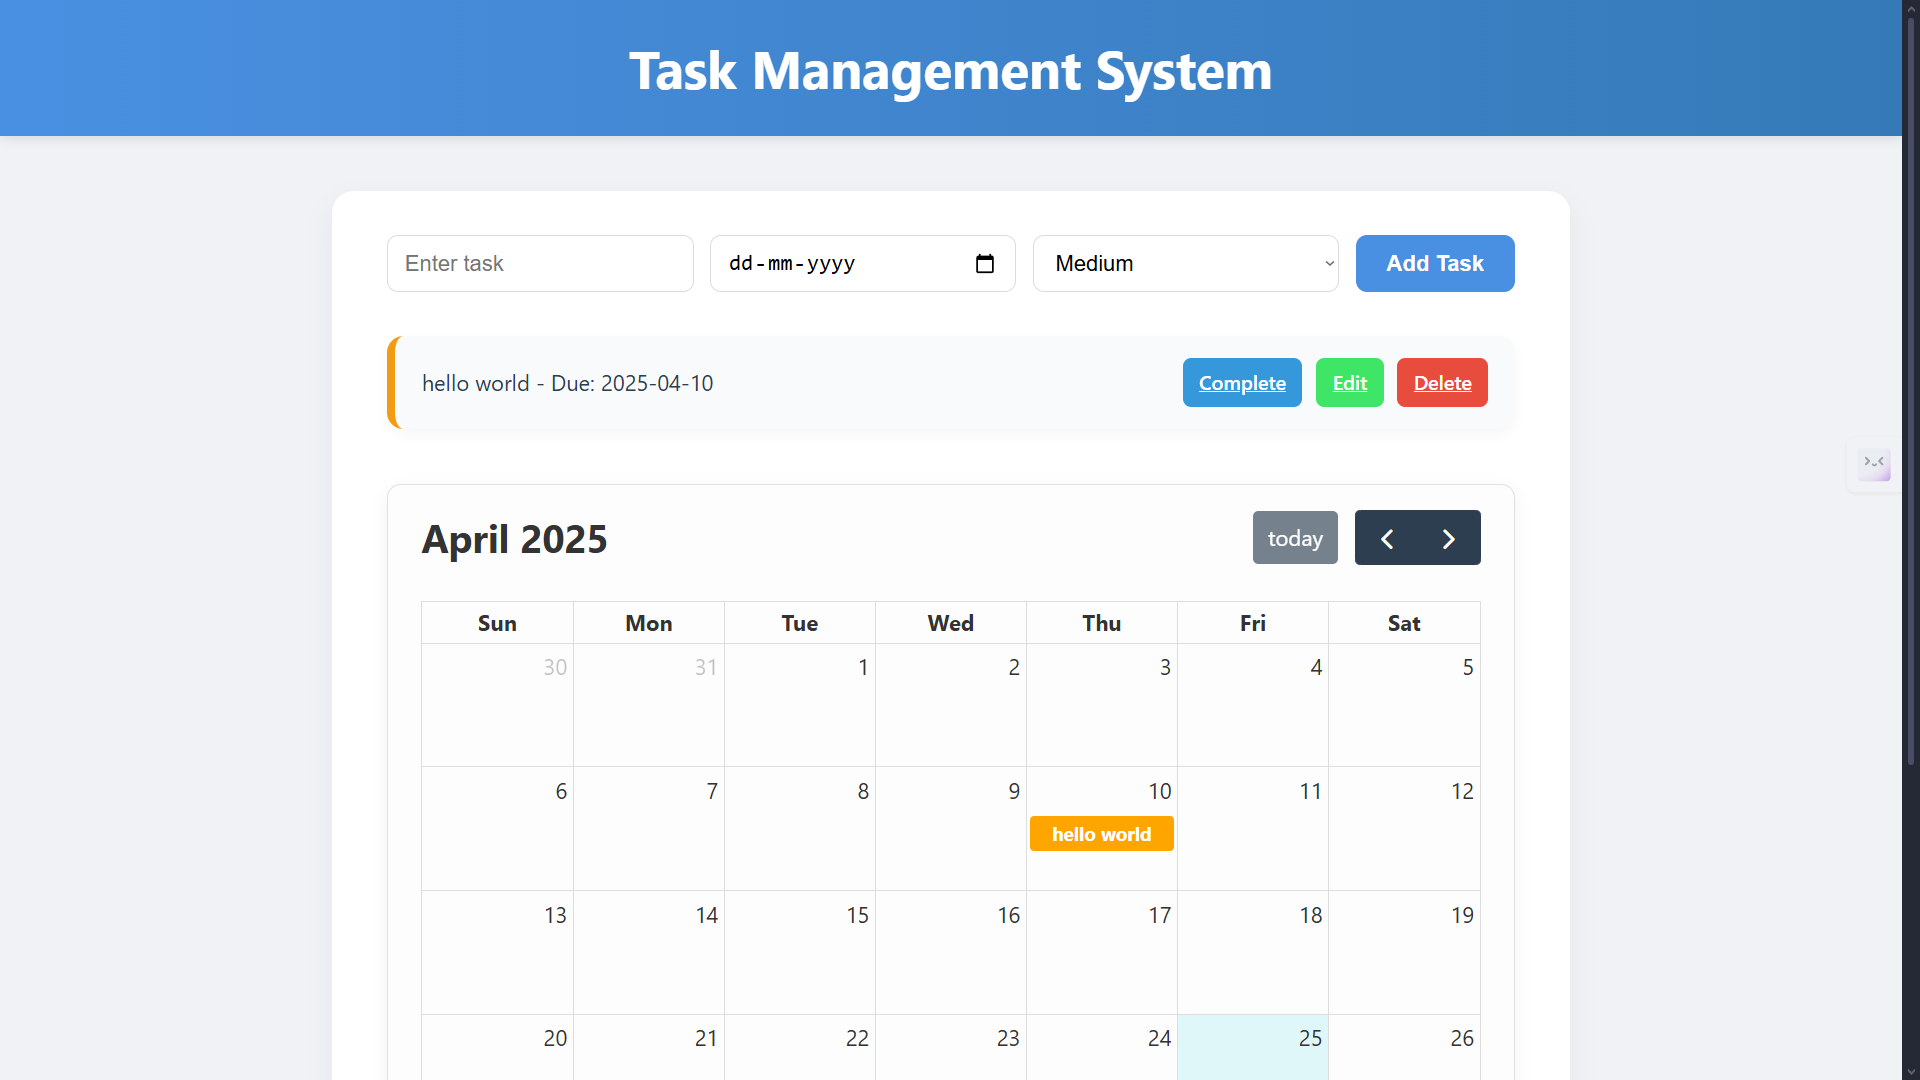 Task Management System
Enter task
dd-mm-yyyy
Medium
Add Task
hello world - Due: 2025-04-10
Complete
Edit
Delete
April 2025
today
Sun Mon Tue Wed Thu Fri Sat
30 31 1 2 3 4 5
6 7 8 9 10 11 12
hello world
13 14 15 16 17 18 19
20 21 22 23 24 25 26